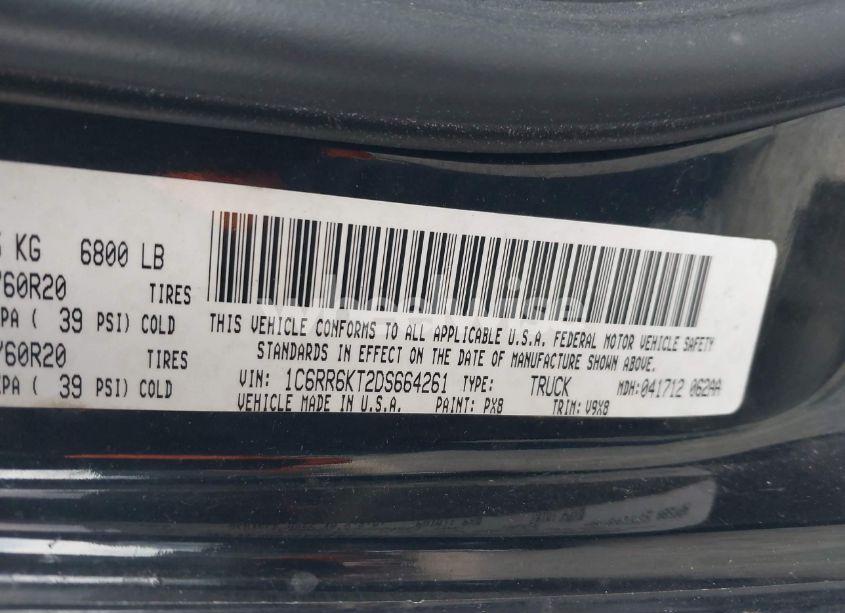 KG 6800 LB
/60R20 TIRES
PA ( 39 PSI) COLD
/60R20 TIRES
KPA ( 39 PSI) COLD
THIS VEHICLE CONFORMS TO ALL APPLICABLE U.S.A. FEDERAL MOTOR VEHICLE SAFETY
STANDARDS IN EFFECT ON THE DATE OF MANUFACTURE SHOWN ABOVE.
VIN: 1C6RR6KT2DS664261 TYPE: TRUCK MDH: 041712 062AA
VEHICLE MADE IN U.S.A. PAINT: PX8 TRIM: V9X8